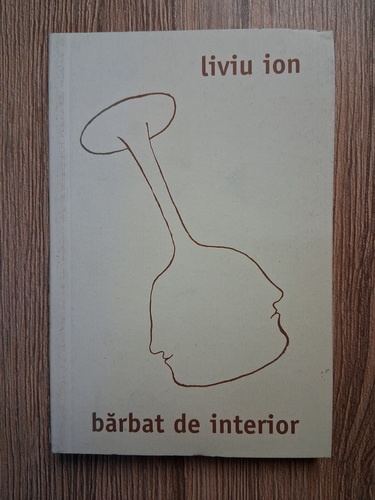 liviu ion
bărbat de interior